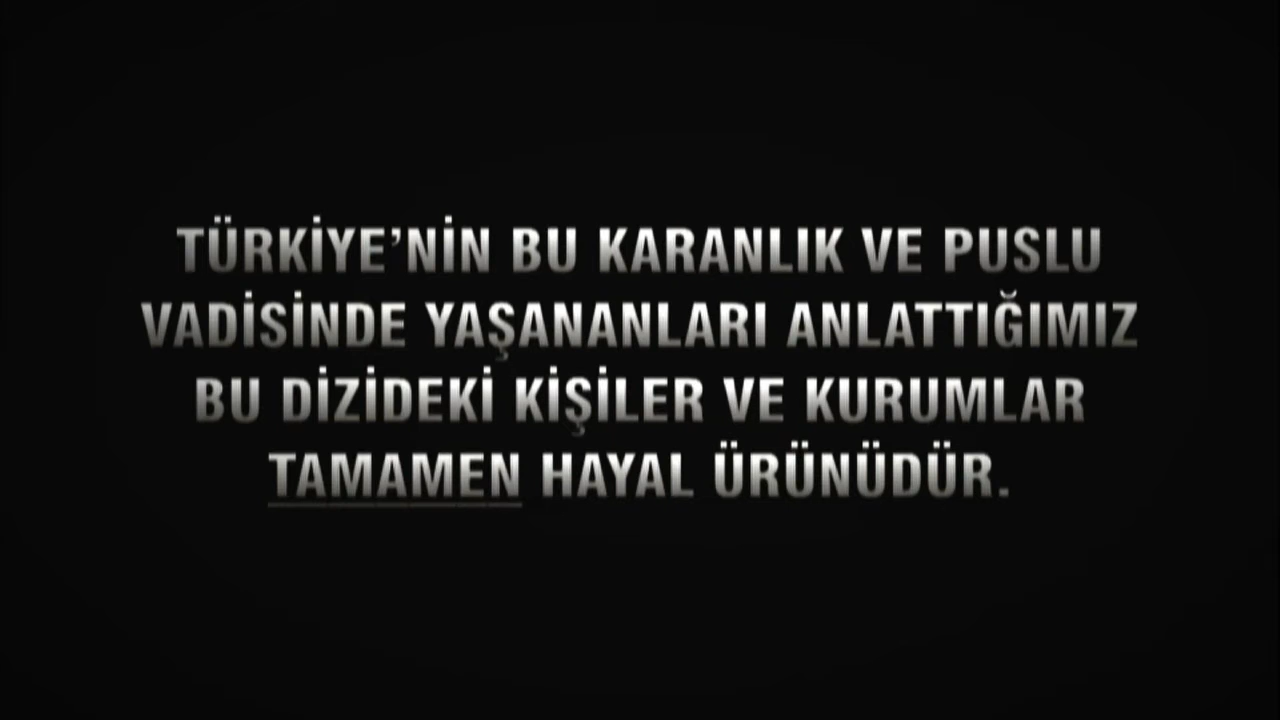 TÜRKİYE'NİN BU KARANLIK VE PUSLU
VADİSİNDE YAŞANANLARI ANLATTIĞIMIZ
BU DİZİDEKİ KİŞİLER VE KURUMLAR
TAMAMEN HAYAL ÜRÜNÜDÜR.